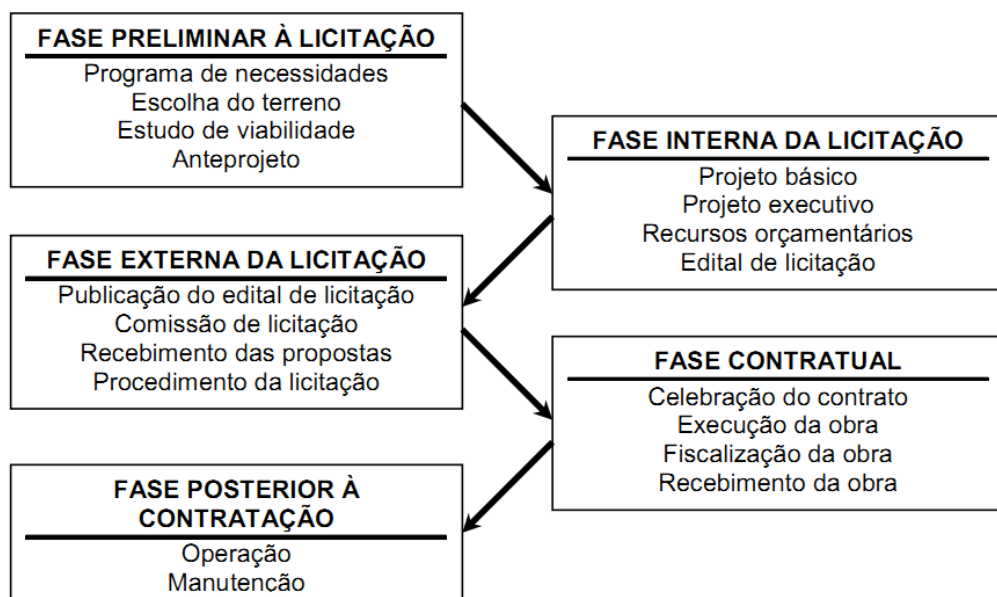 FASE PRELIMINAR À LICITAÇÃO
Programa de necessidades
Escolha do terreno
Estudo de viabilidade
Anteprojeto
FASE INTERNA DA LICITAÇÃO
Projeto básico
Projeto executivo
Recursos orçamentários
Edital de licitação
FASE EXTERNA DA LICITAÇÃO
Publicação do edital de licitação
Comissão de licitação
Recebimento das propostas
Procedimento da licitação
FASE CONTRATUAL
Celebração do contrato
Execução da obra
Fiscalização da obra
Recebimento da obra
FASE POSTERIOR À
CONTRATAÇÃO
Operação
Manutenção